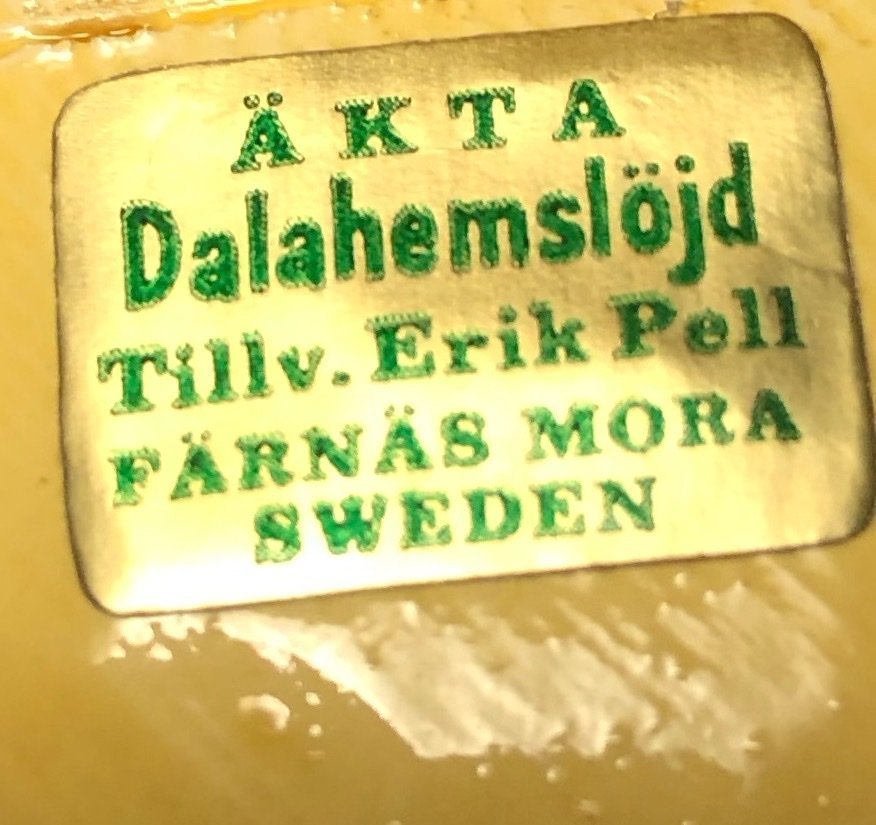 ÄKTA
Dalahemslöjd
Tillv. Erik Pell
FÄRNÄS MORA
SWEDEN